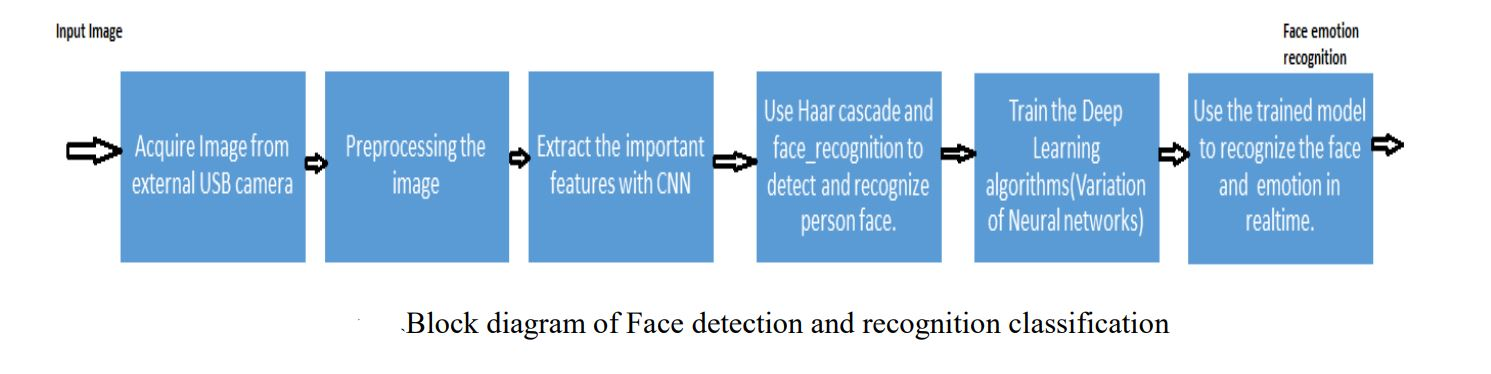 Input Image
Face emotion
recognition
Acquire Image from
external USB camera
Preprocessing the
image
Extract the important
features with CNN
Use Haar cascade and
face_recognition to
detect and recognize
person face.
Train the Deep
Learning
algorithms(Variation
of Neural networks)
Use the trained model
to recognize the face
and emotion in
realtime.
Block diagram of Face detection and recognition classification